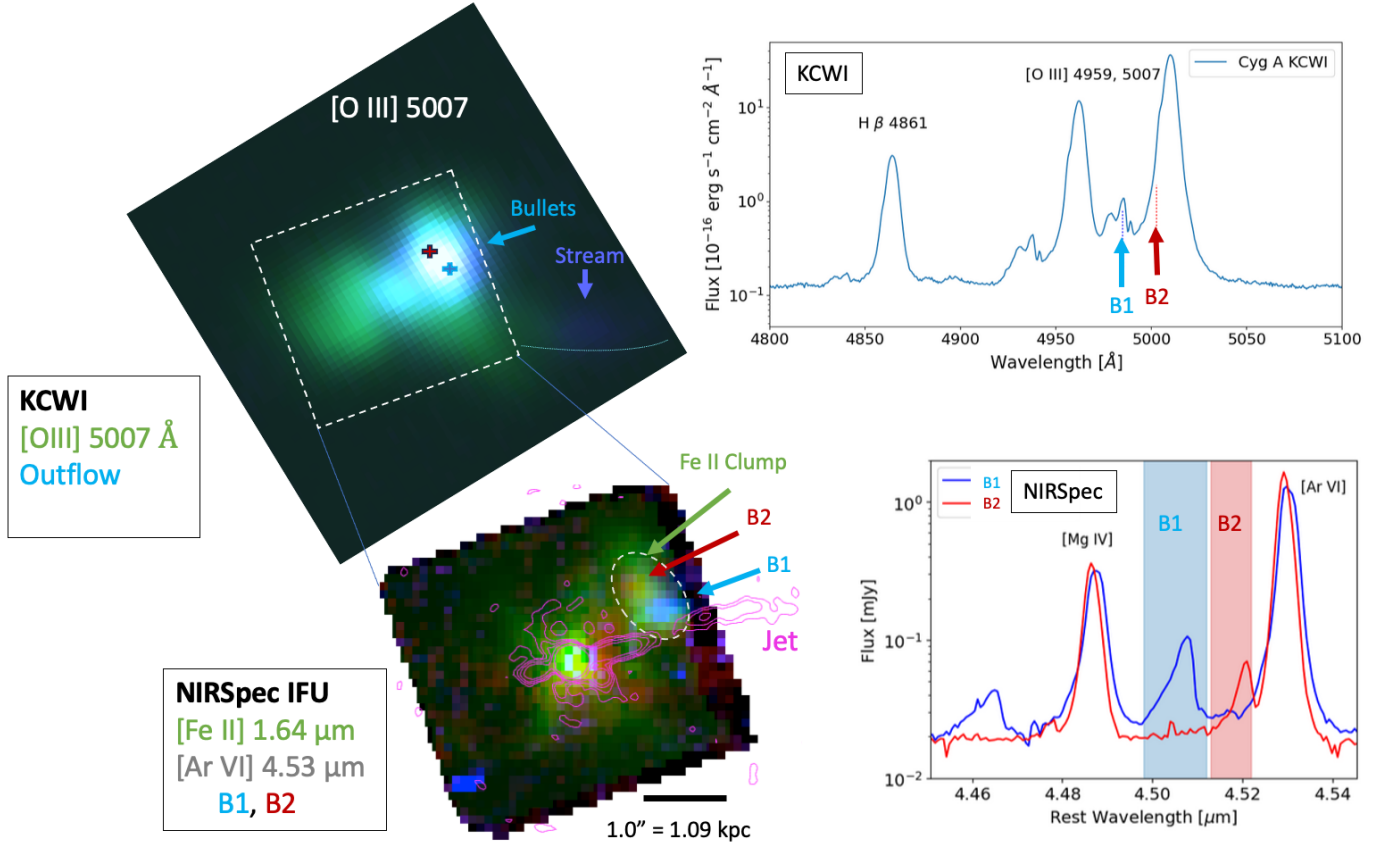 [O III] 5007
Bullets
Stream
KCWI
[OIII] 5007 Å
Outflow
Fe II Clump
B2
B1
Jet
NIRSpec IFU
[Fe II] 1.64 μm
[Ar VI] 4.53 μm
B1, B2
1.0” = 1.09 kpc
KCWI
Cyg A KCWI
[O III] 4959, 5007
H β 4861
B1
B2
Flux [10⁻¹⁶ erg s⁻¹ cm⁻² Å⁻¹]
10¹
10⁰
10⁻¹
4800 4850 4900 4950 5000 5050 5100
Wavelength [Å]
B1
B2
NIRSpec
[Ar VI]
B1
B2
[Mg IV]
Flux [mJy]
10⁰
10⁻¹
10⁻²
4.46 4.48 4.50 4.52 4.54
Rest Wavelength [μm]